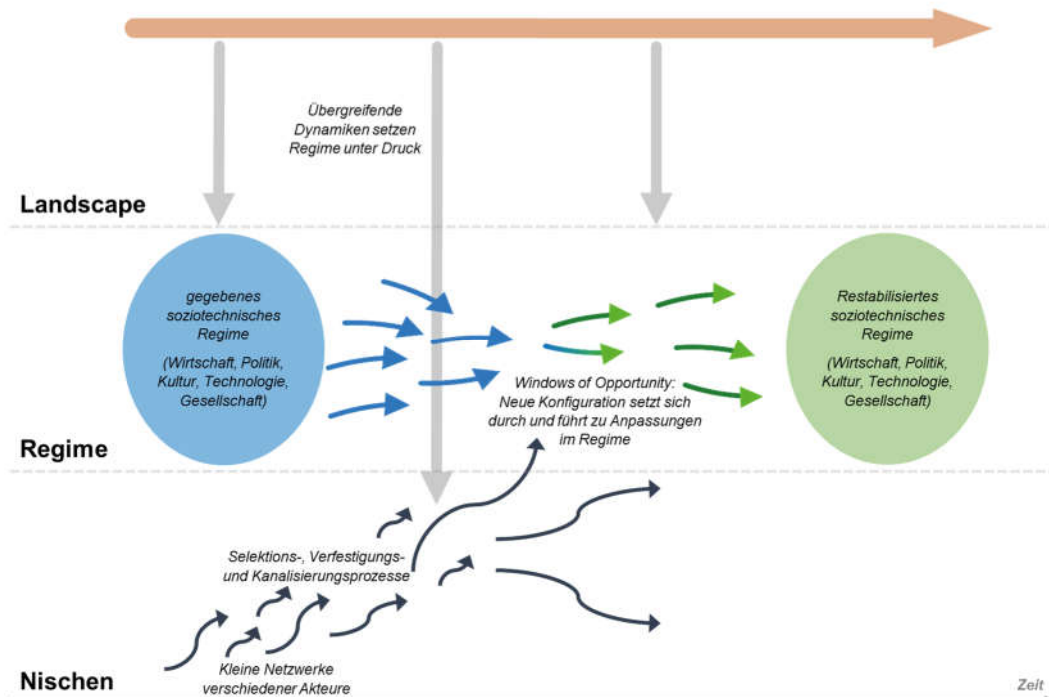 Übergreifende
Dynamiken setzen
Regime unter Druck
Landscape
gegebenes
soziotechnisches
Regime
(Wirtschaft, Politik,
Kultur, Technologie,
Gesellschaft)
Restabilisiertes
soziotechnisches
Regime
(Wirtschaft, Politik,
Kultur, Technologie,
Gesellschaft)
Windows of Opportunity:
Neue Konfiguration setzt sich
durch und führt zu Anpassungen
im Regime
Regime
Selektions-, Verfestigungs-
und Kanalisierungsprozesse
Kleine Netzwerke
verschiedener Akteure
Nischen
Zeit